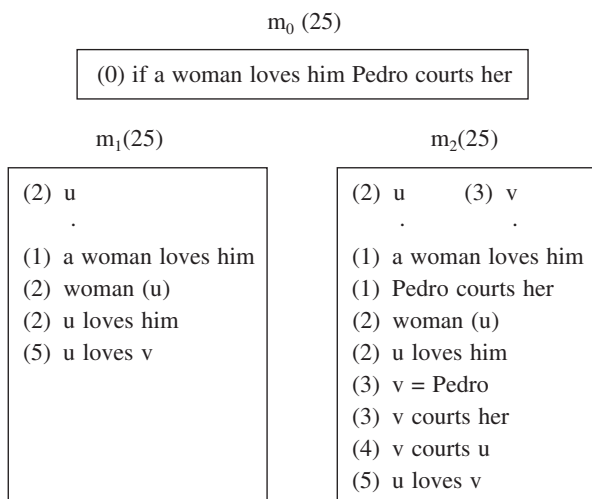 m₀ (25)
(0) if a woman loves him Pedro courts her
m₁(25)
(2) u
.
(1) a woman loves him
(2) woman (u)
(2) u loves him
(5) u loves v
m₂(25)
(2) u (3) v
. .
(1) a woman loves him
(1) Pedro courts her
(2) woman (u)
(2) u loves him
(3) v = Pedro
(3) v courts her
(4) v courts u
(5) u loves v